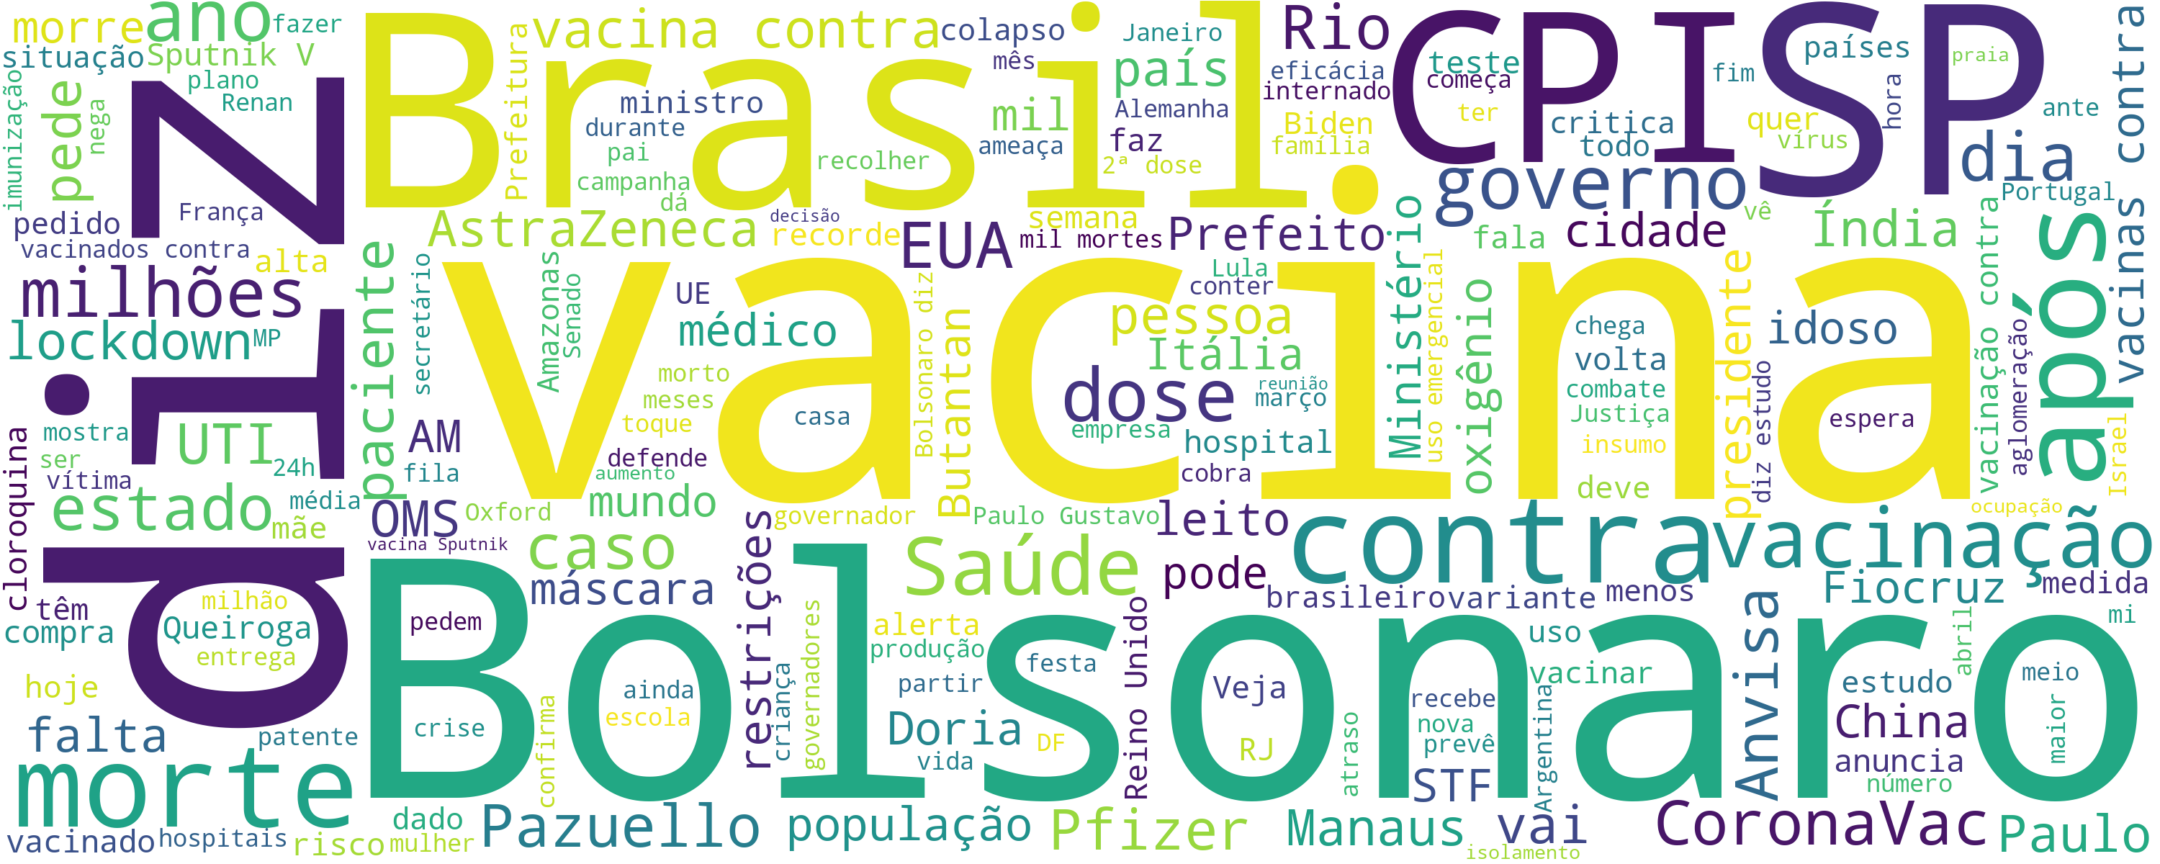 morre
ano
fazer
situação
Sputnik V
plano
Renan
imunização
pede
nega
diz
pedido
França
vacinados contra
alta
milhões
lockdown
MP
paciente
secretário
Brasil.
Prefeitura
vacina contra
colapso
mês
ministro
durante
pai
campanha
dá
recolher
mil
ameaça
Janeiro
país
Alemanha
faz
2ª dose
Rio
eficácia
internado
Biden
família
CPI
SP
teste
começa
ter
critica
todo
países
fim
quer
vírus
hora
praia
ante
dia
governo
vacinas contra
Portugal
vê
AstraZeneca
decisão
recorde
semana
EUA
mil mortes
Prefeito
Ministério
fala
cidade
Índia
após
vacina
Amazonas
Senado
UE
médico
morto
meses
toque
casa
Bolsonaro diz
Butantan
Lula
conter
pessoa
Itália
dose
reunião
março
empresa
hospital
cobra
uso emergencial
oxigênio
chega
volta
combate
Justiça
insumo
deve
presidente
diz estudo
idoso
espera
vacinação contra
aglomeração
Israel
ocupação
mostra
ser
vítima
UTI
24h
média
estado
mãe
cloroquina
AM
fila
defende
aumento
mundo
OMS
Oxford
vacina Sputnik
governador
Paulo Gustavo
leito
contra
vacinação
têm
compra
milhão
Queiroga
entrega
hoje
falta
patente
morte
vacinado
hospitais
risco
mulher
dado
caso
máscara
restrições
Saúde
pode
brasileiro
variante
menos
Fiocruz
medida
mi
Bolsonaro
pedem
crise
confirma
ainda
escola
criança
governadores
alerta
produção
partir
festa
Doria
vida
DF
Reino Unido
Veja
RJ
atraso
recebe
nova
prevê
STF
uso
vacinar
Argentina
Anvisa
estudo
abril
China
anuncia
número
meio
maior
Pazuello
população
Pfizer
Manaus
vai
isolamento
CoronaVac
Paulo